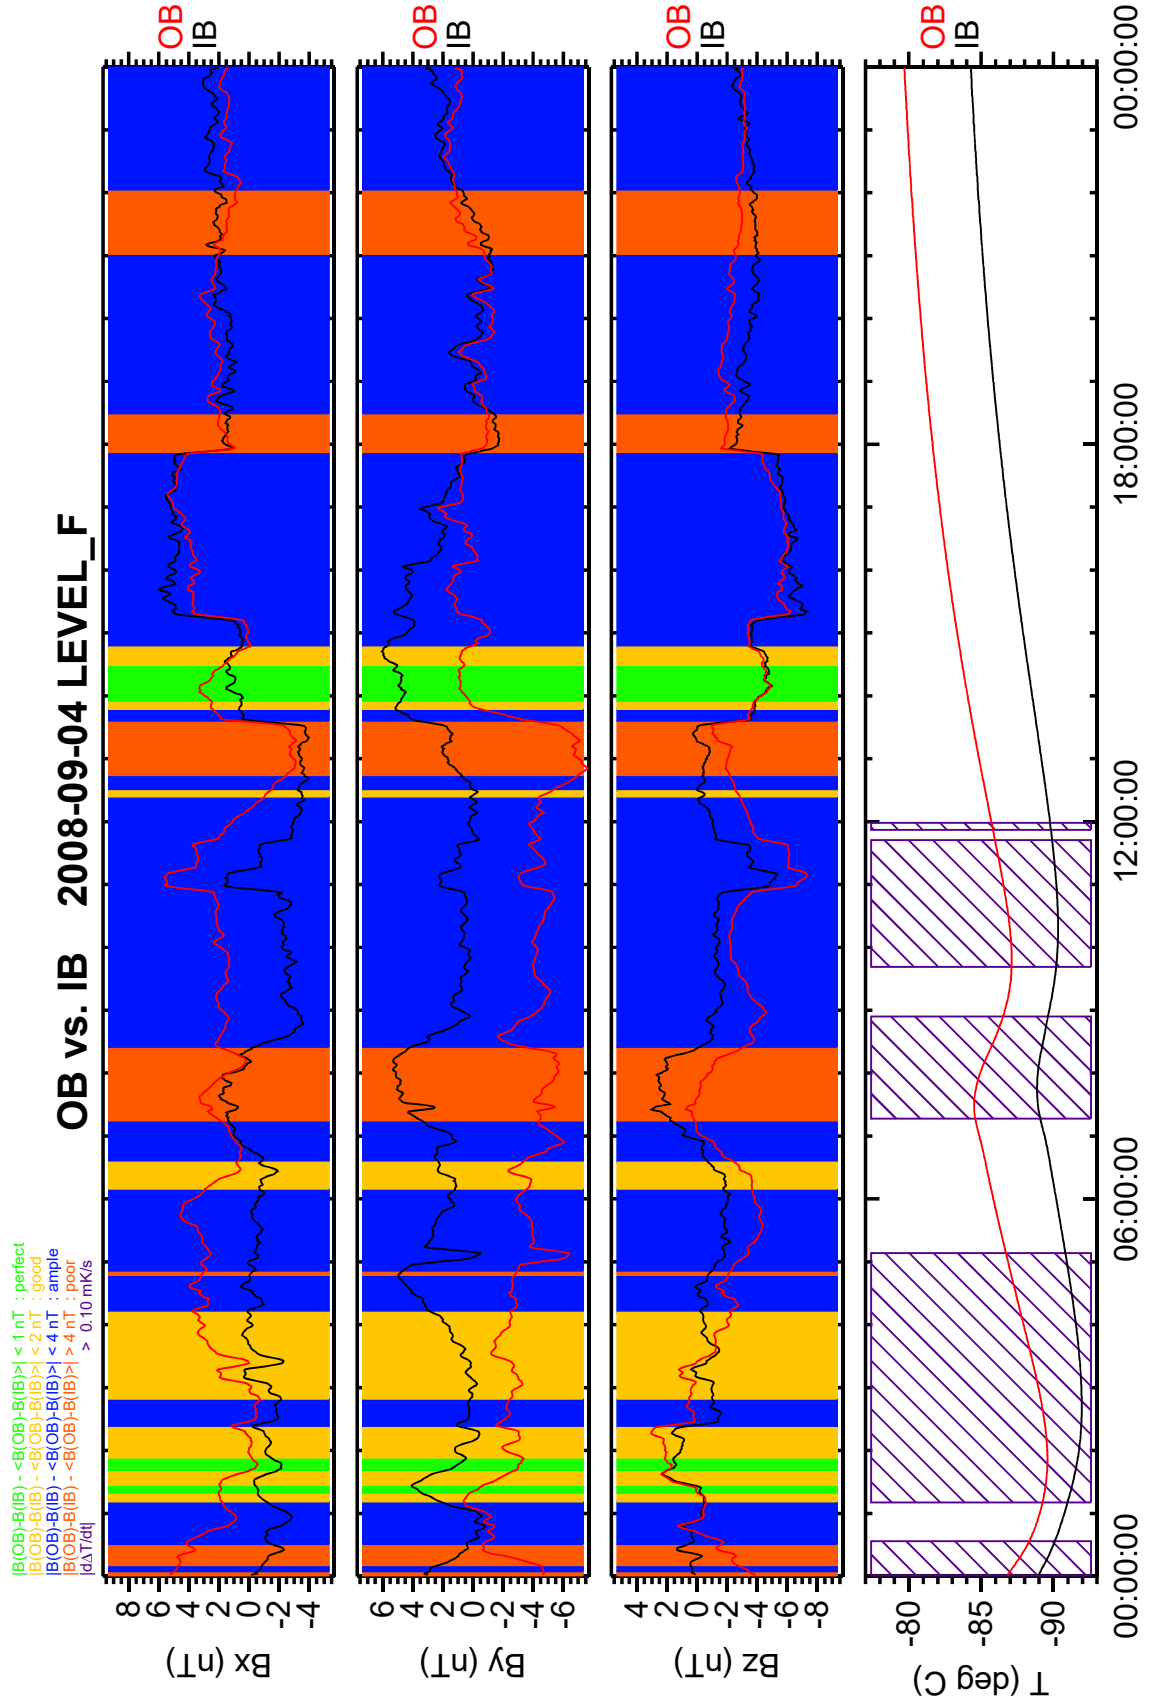 OB vs. IB 2008-09-04 LEVEL_F
|B(OB)-B(IB) - <B(OB)-B(IB)>| < 1 nT : perfect
|B(OB)-B(IB) - <B(OB)-B(IB)>| < 2 nT : good
|B(OB)-B(IB) - <B(OB)-B(IB)>| < 4 nT : ample
|B(OB)-B(IB) - <B(OB)-B(IB)>| > 4 nT : poor
|dΔT/dt| > 0.10 mK/s
Bx (nT)
8
6
4
2
0
-2
-4
OB
IB
By (nT)
6
4
2
0
-2
-4
-6
OB
IB
Bz (nT)
4
2
0
-2
-4
-6
-8
OB
IB
T (deg C)
-80
-85
-90
OB
IB
00:00:00
06:00:00
12:00:00
18:00:00
00:00:00